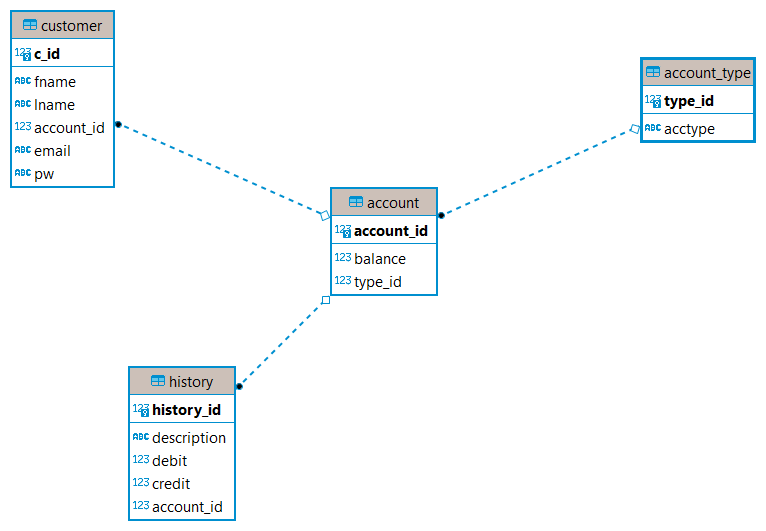 customer
123 c_id
ABC fname
ABC lname
123 account_id
ABC email
ABC pw
account_type
123 type_id
ABC acctype
account
123 account_id
123 balance
123 type_id
history
123 history_id
ABC description
123 debit
123 credit
123 account_id